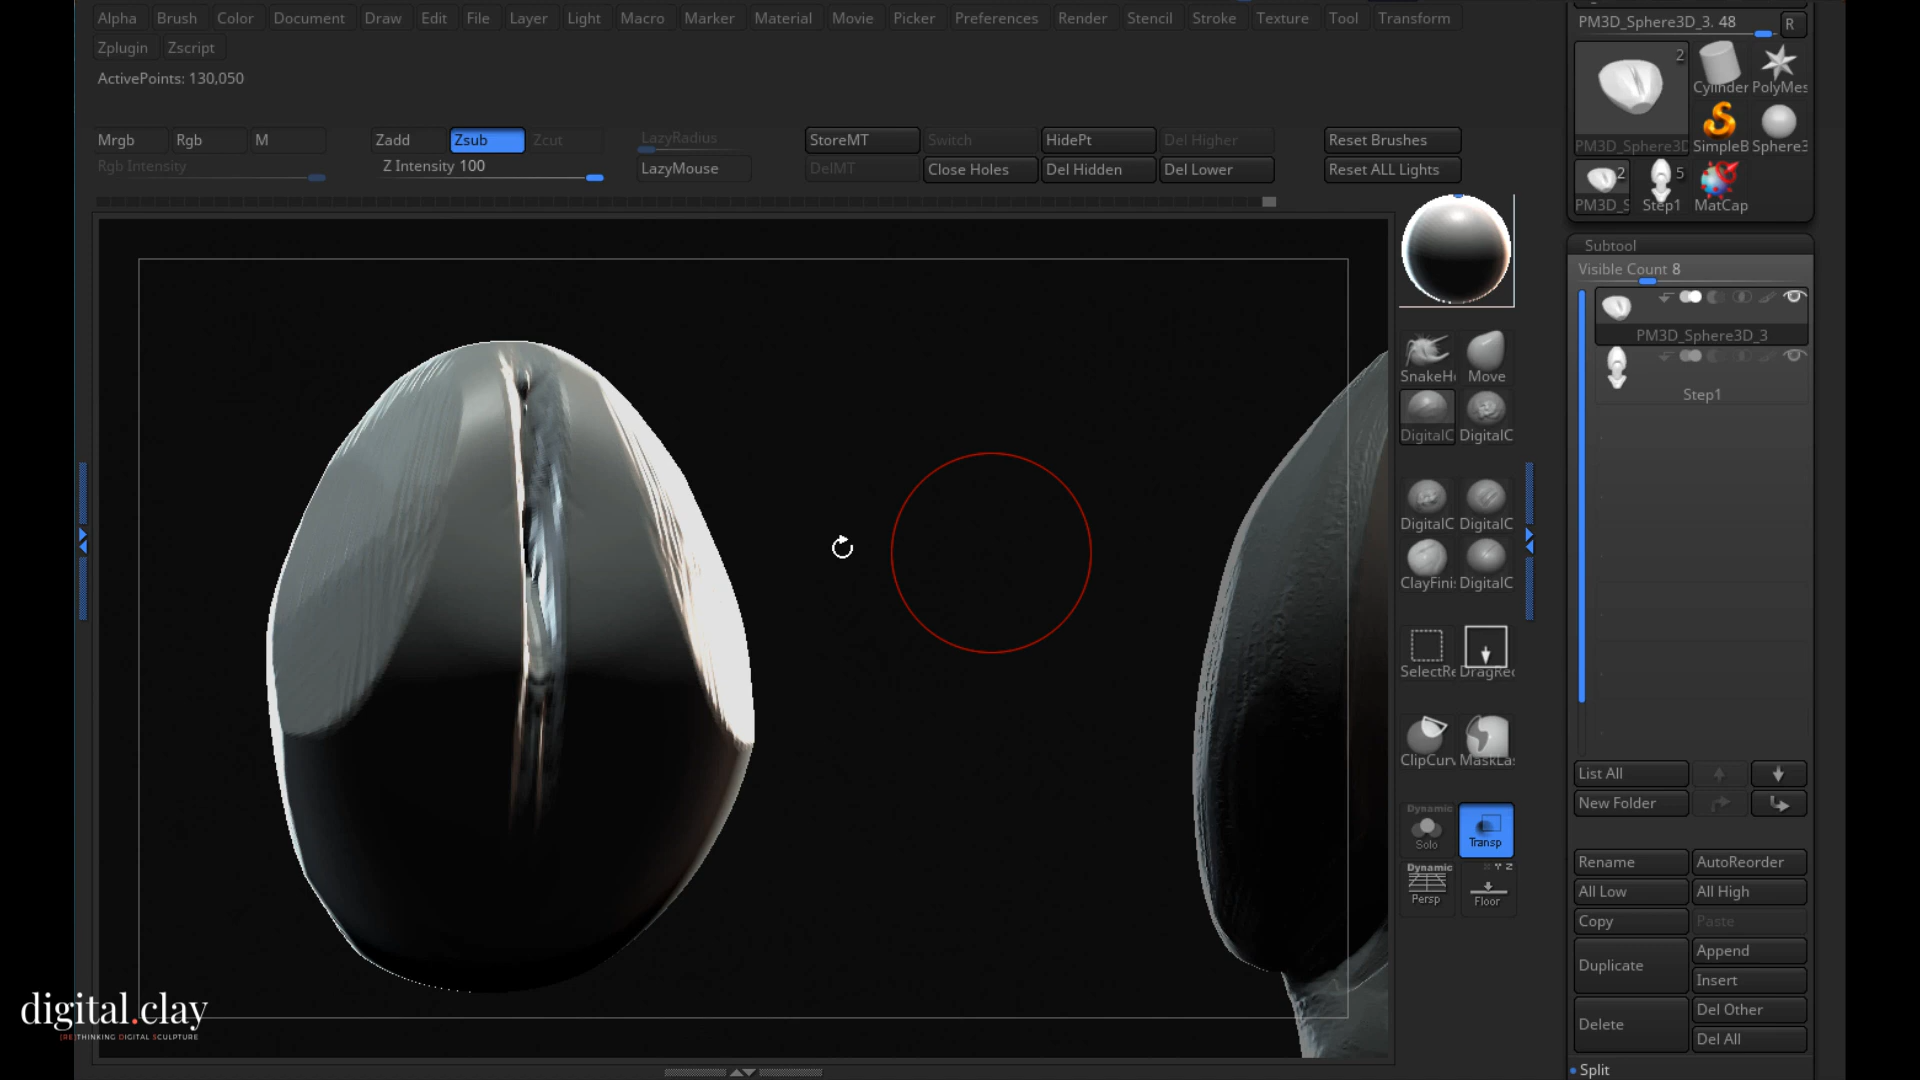 Alpha Brush Color Document Draw Edit File Layer Light Macro Marker Material Movie Picker Preferences Render Stencil Stroke Texture Tool Transform
Zplugin Zscript
ActivePoints: 130,050
Mrgb Rgb M Zadd Zsub Zcut LazyRadius StoreMT Switch HidePt Del Higher Reset Brushes
Rgb Intensity Z Intensity 100 LazyMouse DelMT Close Holes Del Hidden Del Lower Reset ALL Lights
PM3D_Sphere3D_3. 48 R
2
Cylinder PolyMes
PM3D_Sphere3D SimpleB Sphere3
2 5
PM3D_S Step1 MatCap
Subtool
Visible Count 8
PM3D_Sphere3D_3
Step1
SnakeH Move
DigitalC DigitalC
DigitalC DigitalC
ClayFini DigitalC
SelectRe DragRec
ClipCurv MaskLa
Dynamic
Solo Transp
Dynamic X Y Z
Persp Floor
List All
New Folder
Rename AutoReorder
All Low All High
Copy Paste
Duplicate Append
Insert
Delete Del Other
Del All
Split
digital.clay
[RE]THINKING DIGITAL SCULPTURE